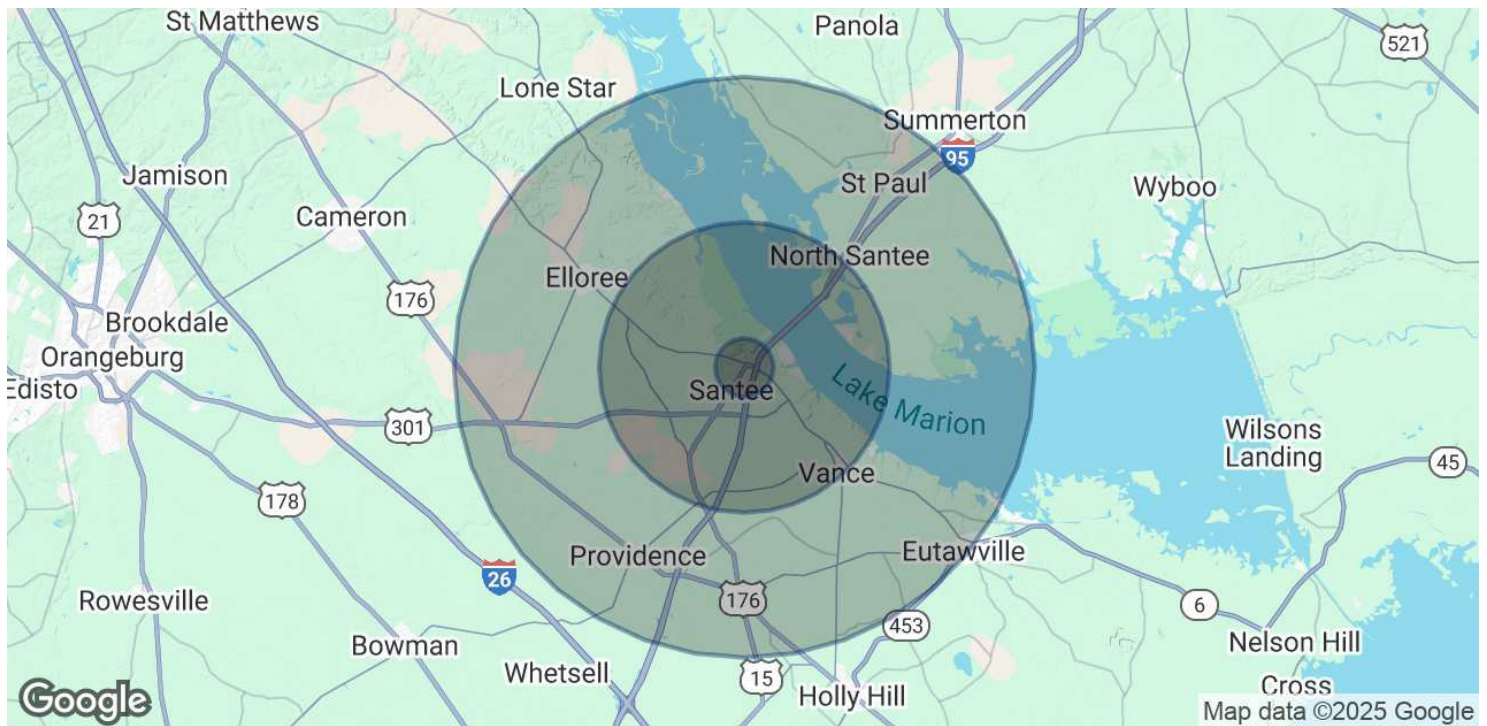 St Matthews
Panola
521
Lone Star
Summerton
95
Jamison
St Paul
Wyboo
21
Cameron
North Santee
Elloree
176
Brookdale
Orangeburg
Edisto
Santee
Lake Marion
301
Wilsons
Landing
45
Vance
178
Providence
Eutawville
26
176
Rowesville
6
453
Bowman
Nelson Hill
Whetsell
15
Holly Hill
Cross
Google
Map data ©2025 Google